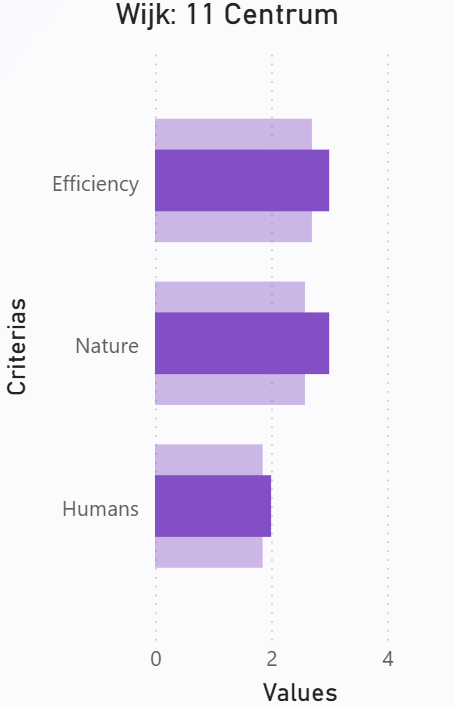 Wijk: 11 Centrum
Efficiency
Nature
Humans
Criterias
0 2 4
Values